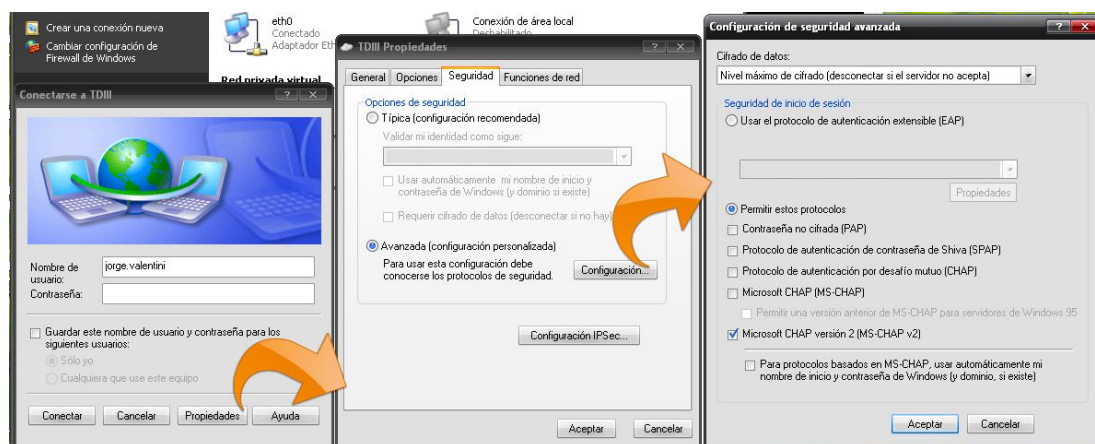 Crear una conexión nueva
Cambiar configuración de
Firewall de Windows
eth0
Conectado
Adaptador Eth
Conexión de área local
Deshabilitado
Red privada virtual
Conectarse a TDIII
Nombre de
usuario:
jorge.valentini
Contraseña:
Guardar este nombre de usuario y contraseña para los
siguientes usuarios:
Sólo yo
Cualquiera que use este equipo
Conectar
Cancelar
Propiedades
Ayuda
TDIII Propiedades
General
Opciones
Seguridad
Funciones de red
Opciones de seguridad
Típica (configuración recomendada)
Validar mi identidad como sigue:
Usar automáticamente mi nombre de inicio y
contraseña de Windows (y dominio si existe)
Requerir cifrado de datos (desconectar si no hay)
Avanzada (configuración personalizada)
Para usar esta configuración debe
conocerse los protocolos de seguridad.
Configuración...
Configuración IPSec...
Aceptar
Cancelar
Configuración de seguridad avanzada
Cifrado de datos:
Nivel máximo de cifrado (desconectar si el servidor no acepta)
Seguridad de inicio de sesión
Usar el protocolo de autenticación extensible (EAP)
Propiedades
Permitir estos protocolos
Contraseña no cifrada (PAP)
Protocolo de autenticación de contraseña de Shiva (SPAP)
Protocolo de autenticación por desafío mutuo (CHAP)
Microsoft CHAP (MS-CHAP)
Permitir una versión anterior de MS-CHAP para servidores de Windows 95
Microsoft CHAP versión 2 (MS-CHAP v2)
Para protocolos basados en MS-CHAP, usar automáticamente mi
nombre de inicio y contraseña de Windows (y dominio, si existe)
Aceptar
Cancelar